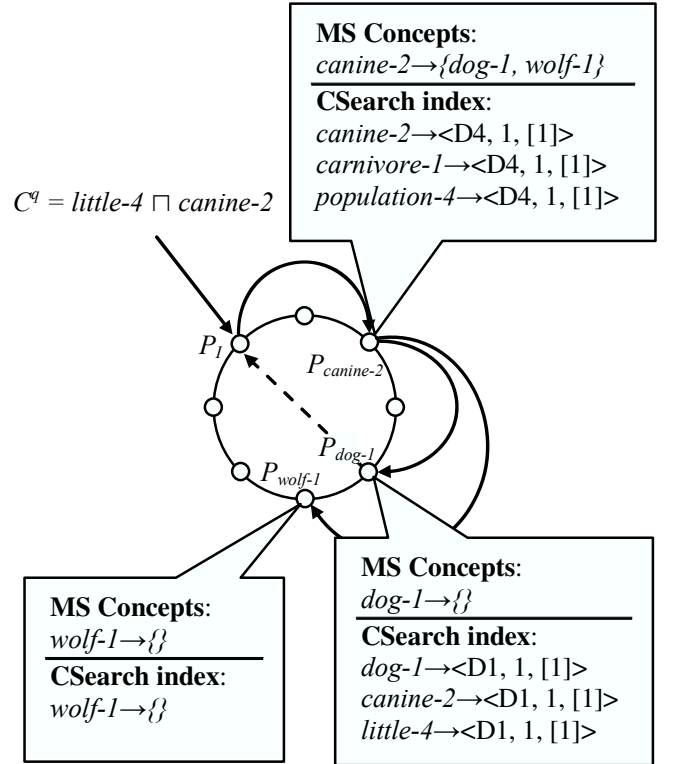 MS Concepts:
canine-2→{dog-1, wolf-1}
CSearch index:
canine-2→<D4, 1, [1]>
carnivore-1→<D4, 1, [1]>
population-4→<D4, 1, [1]>
C^q = little-4 ⊓ canine-2
P_I
P_canine-2
P_dog-1
P_wolf-1
MS Concepts:
wolf-1→{}
CSearch index:
wolf-1→{}
MS Concepts:
dog-1→{}
CSearch index:
dog-1→<D1, 1, [1]>
canine-2→<D1, 1, [1]>
little-4→<D1, 1, [1]>